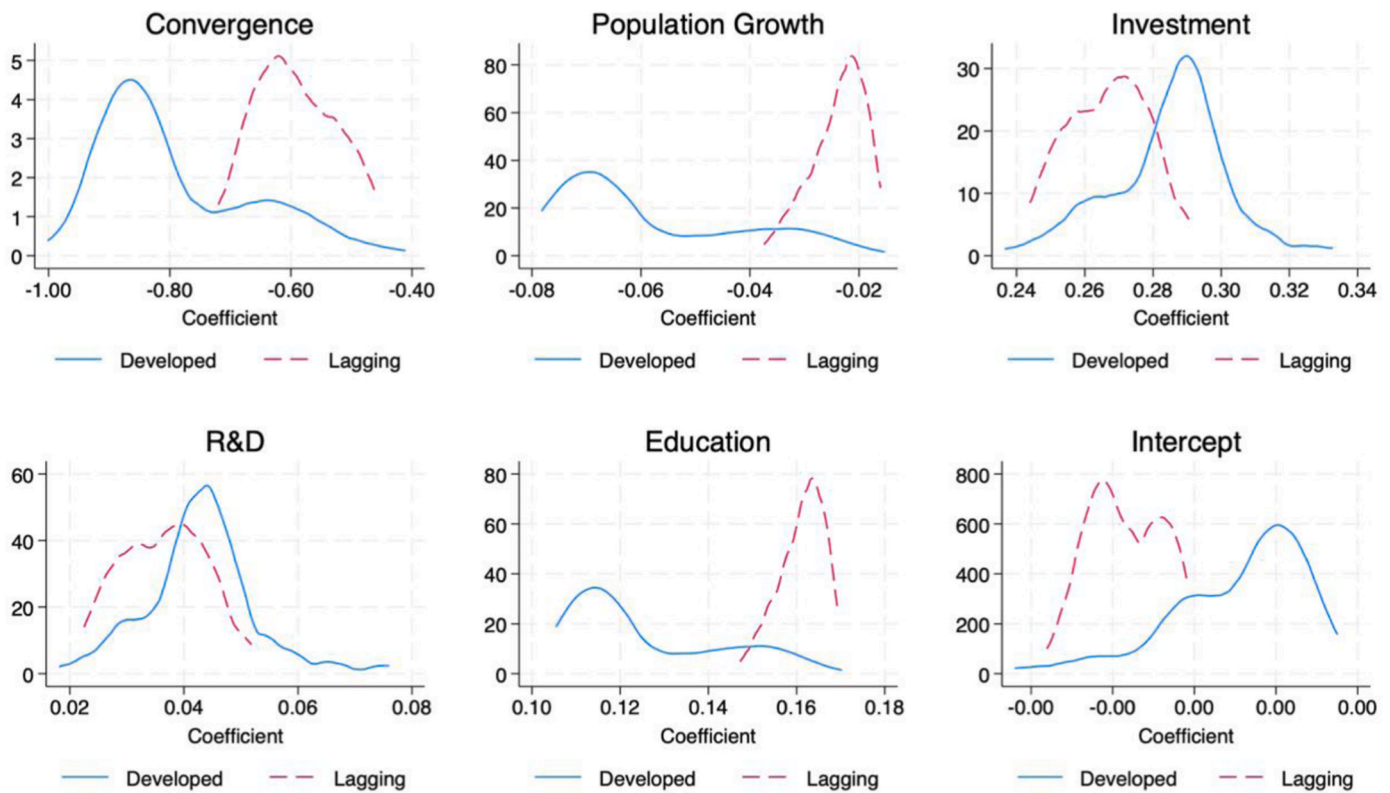 Convergence
5
4
3
2
1
0
-1.00 -0.80 -0.60 -0.40
Coefficient
Developed Lagging
Population Growth
80
60
40
20
0
-0.08 -0.06 -0.04 -0.02
Coefficient
Developed Lagging
Investment
30
20
10
0
0.24 0.26 0.28 0.30 0.32 0.34
Coefficient
Developed Lagging
R&D
60
40
20
0
0.02 0.04 0.06 0.08
Coefficient
Developed Lagging
Education
80
60
40
20
0
0.10 0.12 0.14 0.16 0.18
Coefficient
Developed Lagging
Intercept
800
600
400
200
0
-0.00 -0.00 0.00 0.00 0.00
Coefficient
Developed Lagging